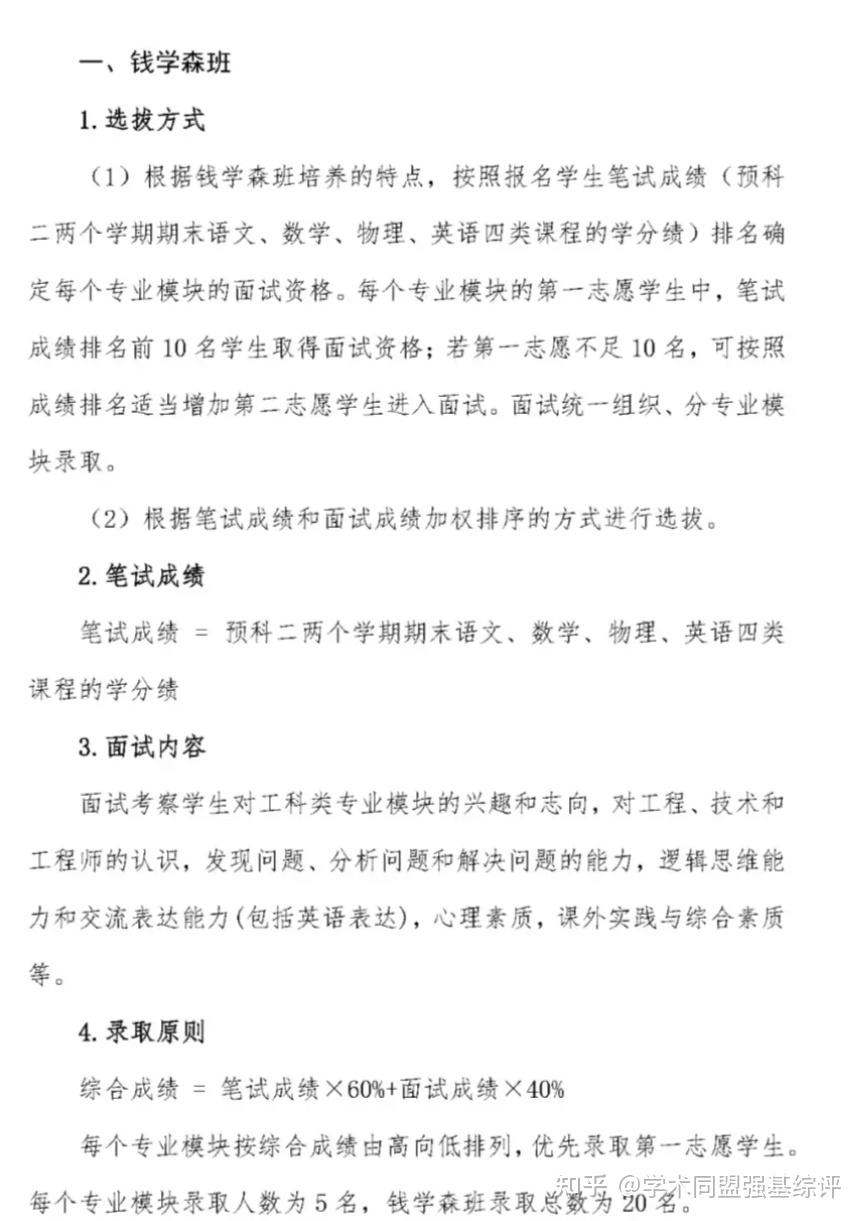 一、钱学森班
1.选拔方式
（1）根据钱学森班培养的特点，按照报名学生笔试成绩（预科
二两个学期期末语文、数学、物理、英语四类课程的学分绩）排名确
定每个专业模块的面试资格。每个专业模块的第一志愿学生中，笔试
成绩排名前 10 名学生取得面试资格；若第一志愿不足 10 名，可按照
成绩排名适当增加第二志愿学生进入面试。面试统一组织、分专业模
块录取。
（2）根据笔试成绩和面试成绩加权排序的方式进行选拔。
2.笔试成绩
笔试成绩 = 预科二两个学期期末语文、数学、物理、英语四类
课程的学分绩
3.面试内容
面试考察学生对工科类专业模块的兴趣和志向，对工程、技术和
工程师的认识，发现问题、分析问题和解决问题的能力，逻辑思维能
力和交流表达能力(包括英语表达)，心理素质，课外实践与综合素质
等。
4.录取原则
综合成绩 = 笔试成绩×60%+面试成绩×40%
每个专业模块按综合成绩由高向低排列，优先录取第一志愿学生。
每个专业模块录取人数为 5 名，钱学森班录取总数为 20 名。
知乎 @学术同盟强基综评